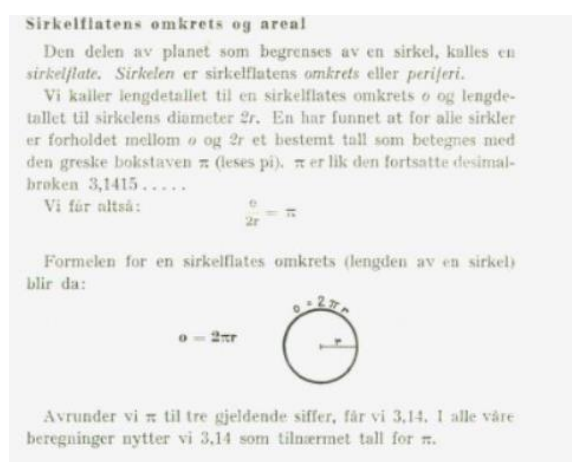 Sirkelflatens omkrets og areal
Den delen av planet som begrenses av en sirkel, kalles en
sirkelflate. Sirkelen er sirkelflatens omkrets eller periferi.
Vi kaller lengdetallet til en sirkelflates omkrets o og lengde-
tallet til sirkelens diameter 2r. En har funnet at for alle sirkler
er forholdet mellom o og 2r et bestemt tall som betegnes med
den greske bokstaven π (leses pi). π er lik den fortsatte desimal-
brøken 3,1415 . . . . .
Vi får altså:
o/2r = π
Formelen for en sirkelflates omkrets (lengden av en sirkel)
blir da:
o = 2πr
o = 2πr
r
Avrunder vi π til tre gjeldende siffer, får vi 3,14. I alle våre
beregninger nytter vi 3,14 som tilnærmet tall for π.